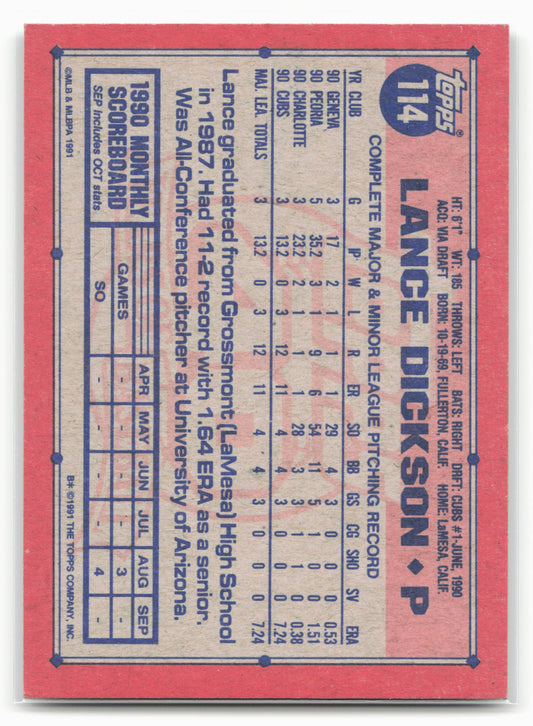 topps®
114
HT: 6'1" WT: 185 THROWS: LEFT BATS: RIGHT DRFT: CUBS #1-JUNE, 1990
ACQ: VIA DRAFT BORN: 10-19-69, FULLERTON, CALIF. HOME: LaMESA, CALIF.
LANCE DICKSON ♦ P
COMPLETE MAJOR & MINOR LEAGUE PITCHING RECORD
YR CLUB G IP W L R ER SO BB GS CG SHO SV ERA
90 GENEVA 3 17 2 1 1 1 29 4 3 0 0 0 0.53
90 PEORIA 5 35.2 3 1 9 6 54 11 5 1 0 0 1.51
90 CHARLOTTE 3 23.2 2 1 1 1 28 3 3 1 0 0 0.38
90 CUBS 3 13.2 0 3 12 11 4 4 3 0 0 0 7.24
MAJ. LEA. TOTALS 3 13.2 0 3 12 11 4 4 3 0 0 0 7.24
Lance graduated from Grossmont (LaMesa) High School
in 1987. Had 11-2 record with 1.64 ERA as a senior.
Was All-Conference pitcher at University of Arizona.
1990 MONTHLY
SCOREBOARD
SEP Includes OCT stats
APR MAY JUN JUL AUG SEP
GAMES - - - - 3 -
SO - - - - 4 -
©MLB & MLBPA 1991
B* ©1991 THE TOPPS COMPANY, INC.